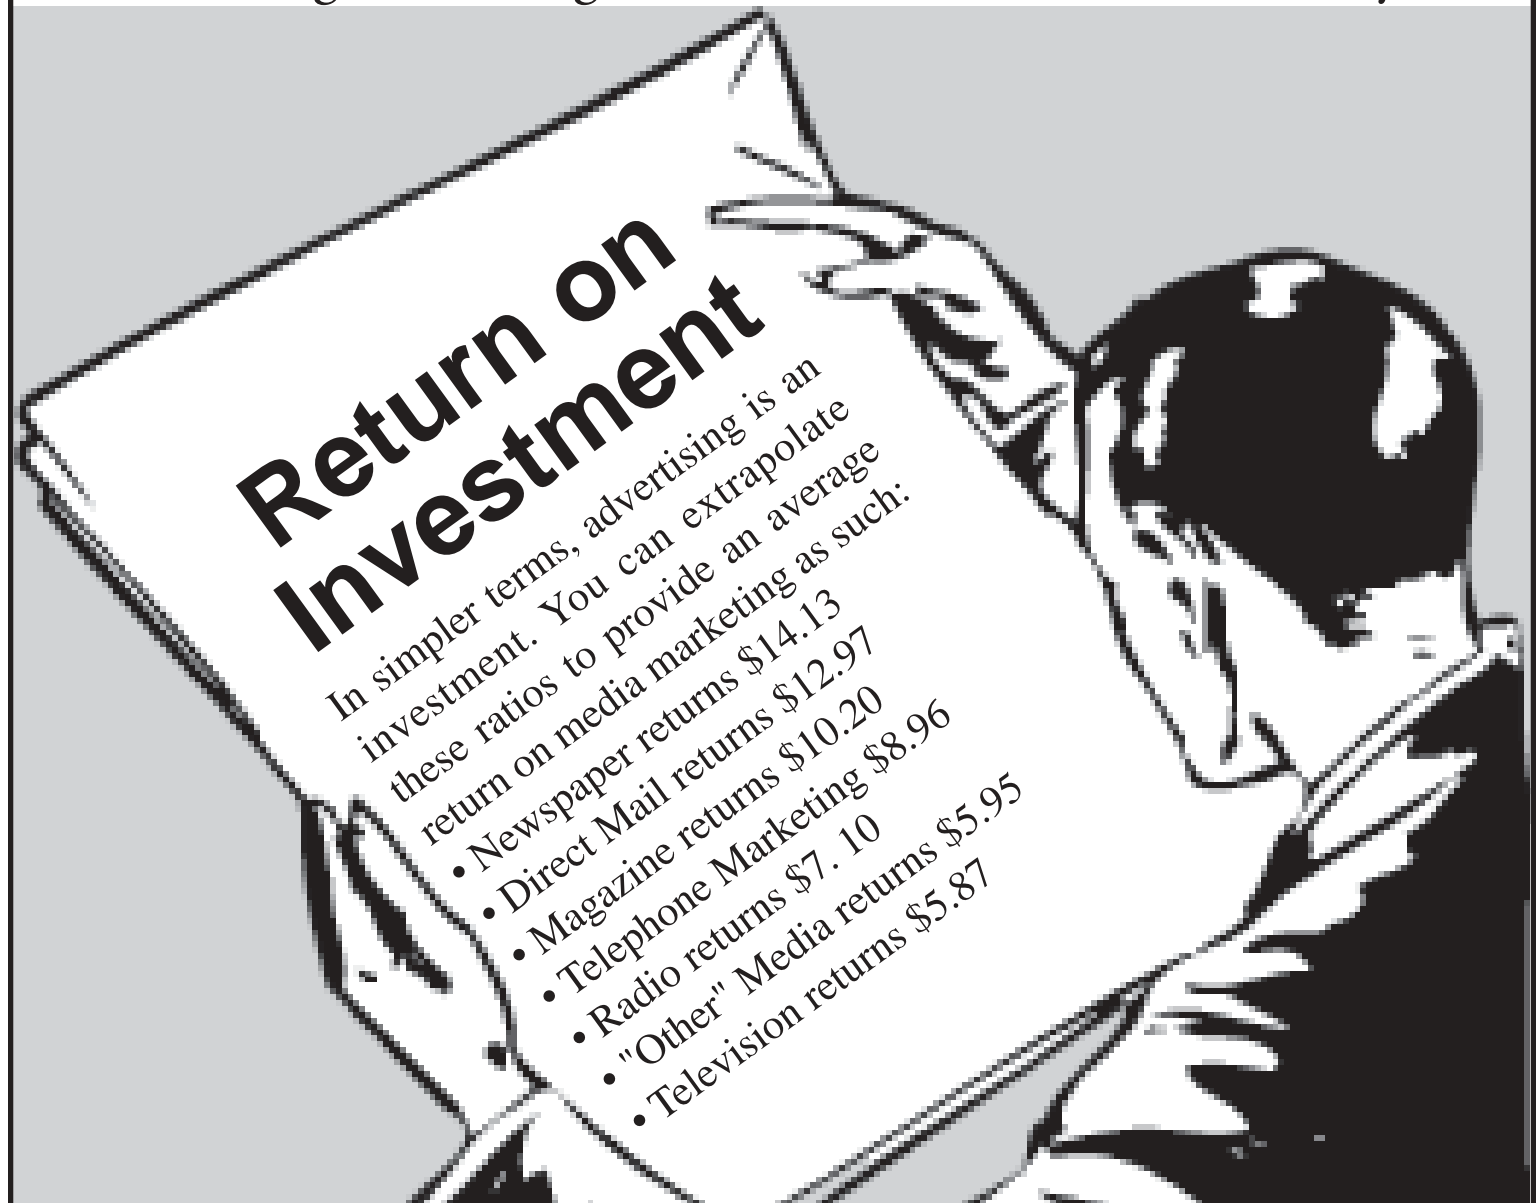 Return on
Investment
In simpler terms, advertising is an
investment. You can extrapolate
these ratios to provide an average
return on media marketing as such:
• Newspaper returns $14.13
• Direct Mail returns $12.97
• Magazine returns $10.20
• Telephone Marketing $8.96
• Radio returns $7. 10
• "Other" Media returns $5.95
• Television returns $5.87